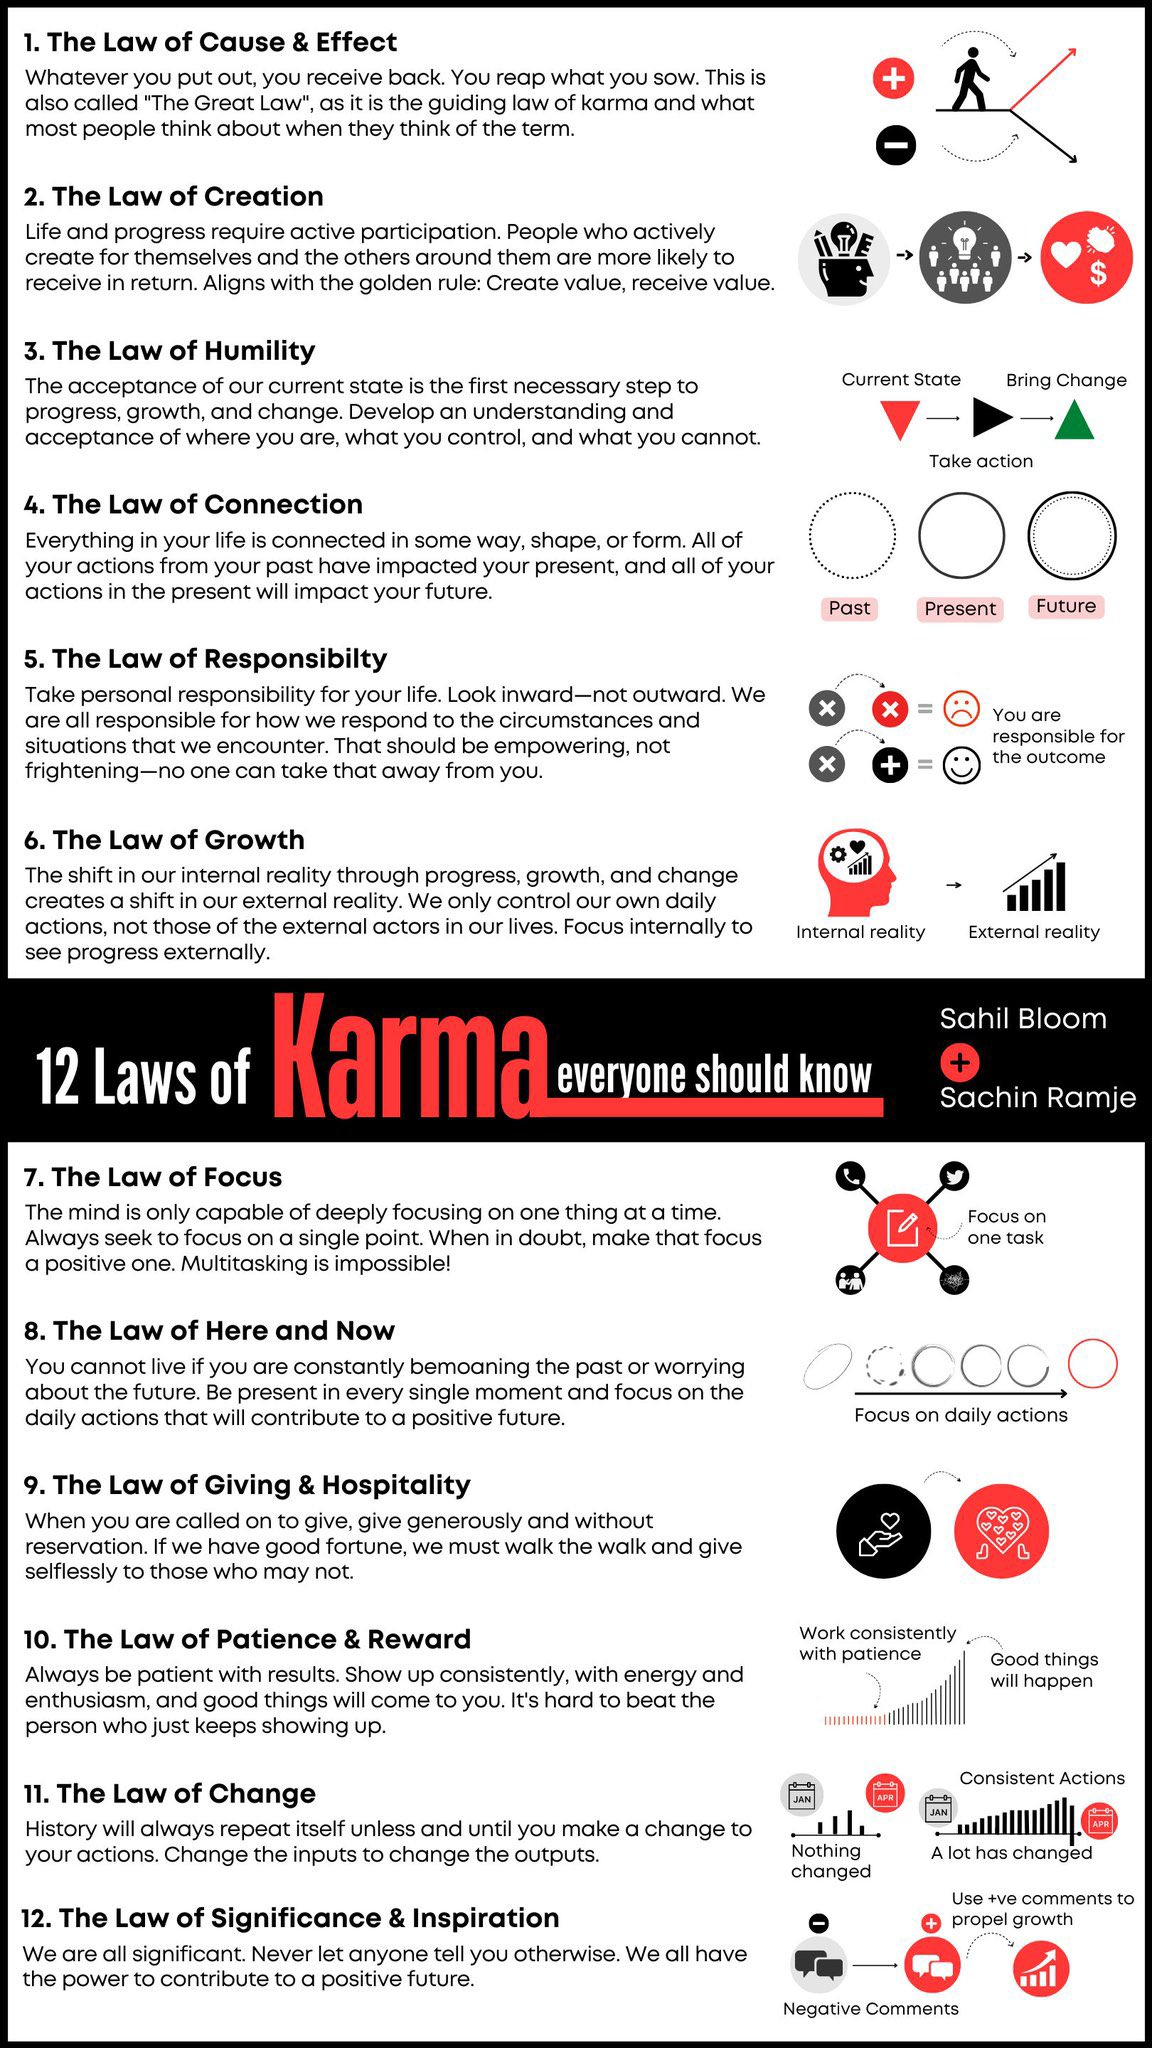 1. The Law of Cause & Effect
Whatever you put out, you receive back. You reap what you sow. This is
also called "The Great Law", as it is the guiding law of karma and what
most people think about when they think of the term.
2. The Law of Creation
Life and progress require active participation. People who actively
create for themselves and the others around them are more likely to
receive in return. Aligns with the golden rule: Create value, receive value.
$
3. The Law of Humility
The acceptance of our current state is the first necessary step to
progress, growth, and change. Develop an understanding and
acceptance of where you are, what you control, and what you cannot.
Current State
Bring Change
Take action
4. The Law of Connection
Everything in your life is connected in some way, shape, or form. All of
your actions from your past have impacted your present, and all of your
actions in the present will impact your future.
Past
Present
Future
5. The Law of Responsibilty
Take personal responsibility for your life. Look inward—not outward. We
are all responsible for how we respond to the circumstances and
situations that we encounter. That should be empowering, not
frightening—no one can take that away from you.
You are
responsible for
the outcome
6. The Law of Growth
The shift in our internal reality through progress, growth, and change
creates a shift in our external reality. We only control our own daily
actions, not those of the external actors in our lives. Focus internally to
see progress externally.
Internal reality
External reality
12 Laws of Karma everyone should know
Sahil Bloom
+
Sachin Ramje
7. The Law of Focus
The mind is only capable of deeply focusing on one thing at a time.
Always seek to focus on a single point. When in doubt, make that focus
a positive one. Multitasking is impossible!
Focus on
one task
8. The Law of Here and Now
You cannot live if you are constantly bemoaning the past or worrying
about the future. Be present in every single moment and focus on the
daily actions that will contribute to a positive future.
Focus on daily actions
9. The Law of Giving & Hospitality
When you are called on to give, give generously and without
reservation. If we have good fortune, we must walk the walk and give
selflessly to those who may not.
10. The Law of Patience & Reward
Always be patient with results. Show up consistently, with energy and
enthusiasm, and good things will come to you. It's hard to beat the
person who just keeps showing up.
Work consistently
with patience
Good things
will happen
11. The Law of Change
History will always repeat itself unless and until you make a change to
your actions. Change the inputs to change the outputs.
JAN
APR
Nothing
changed
Consistent Actions
JAN
APR
A lot has changed
12. The Law of Significance & Inspiration
We are all significant. Never let anyone tell you otherwise. We all have
the power to contribute to a positive future.
Use +ve comments to
propel growth
Negative Comments